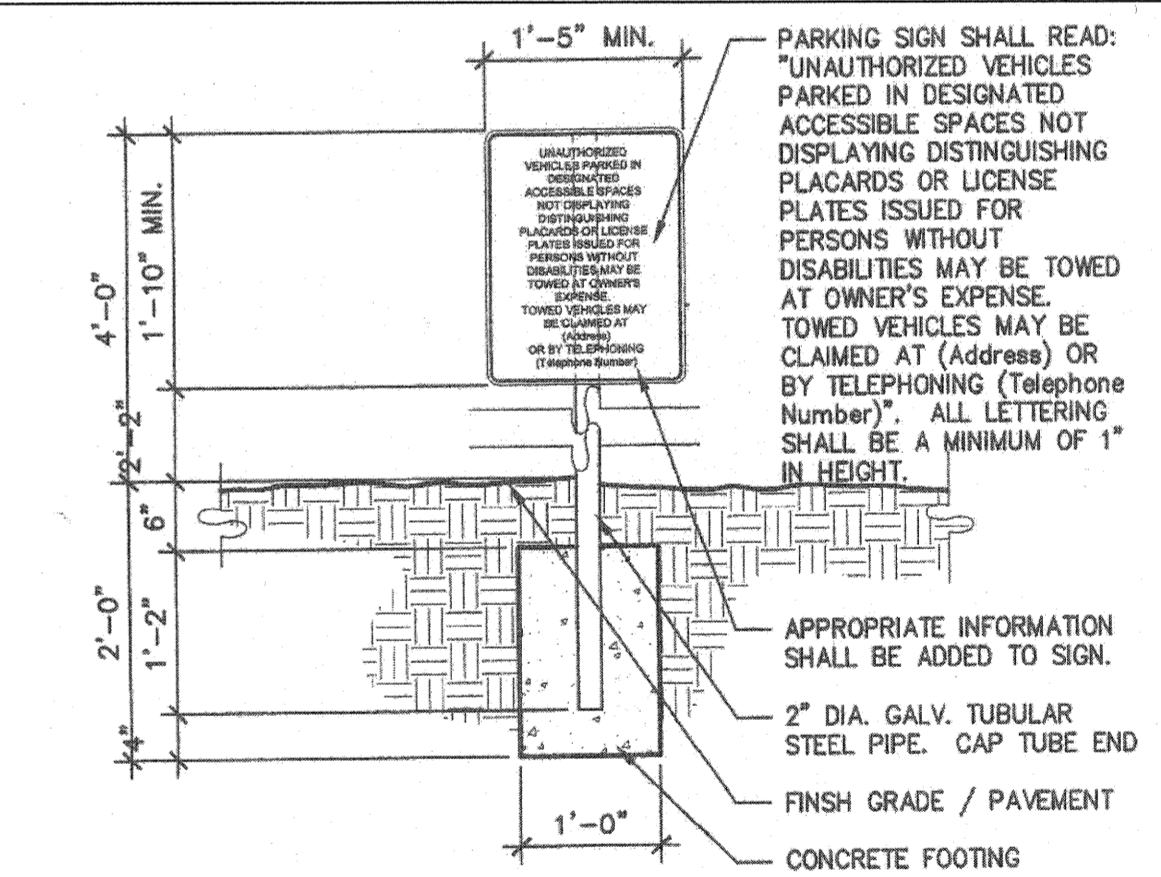 1'-5" MIN.
PARKING SIGN SHALL READ:
"UNAUTHORIZED VEHICLES
PARKED IN DESIGNATED
ACCESSIBLE SPACES NOT
DISPLAYING DISTINGUISHING
PLACARDS OR LICENSE
PLATES ISSUED FOR
PERSONS WITHOUT
DISABILITIES MAY BE TOWED
AT OWNER'S EXPENSE.
TOWED VEHICLES MAY BE
CLAIMED AT (Address) OR
BY TELEPHONING (Telephone
Number)". ALL LETTERING
SHALL BE A MINIMUM OF 1"
IN HEIGHT.
UNAUTHORIZED
VEHICLES PARKED IN
DESIGNATED
ACCESSIBLE SPACES
NOT DISPLAYING
DISTINGUISHING
PLACARDS OR LICENSE
PLATES ISSUED FOR
PERSONS WITHOUT
DISABILITIES MAY BE
TOWED AT OWNER'S
EXPENSE.
TOWED VEHICLES MAY
BE CLAIMED AT
(Address)
OR BY TELEPHONING
(Telephone Number)
4'-0"
1'-10" MIN.
2'-2"
6"
2'-0"
1'-2"
4"
1'-0"
APPROPRIATE INFORMATION
SHALL BE ADDED TO SIGN.
2" DIA. GALV. TUBULAR
STEEL PIPE. CAP TUBE END
FINSH GRADE / PAVEMENT
CONCRETE FOOTING